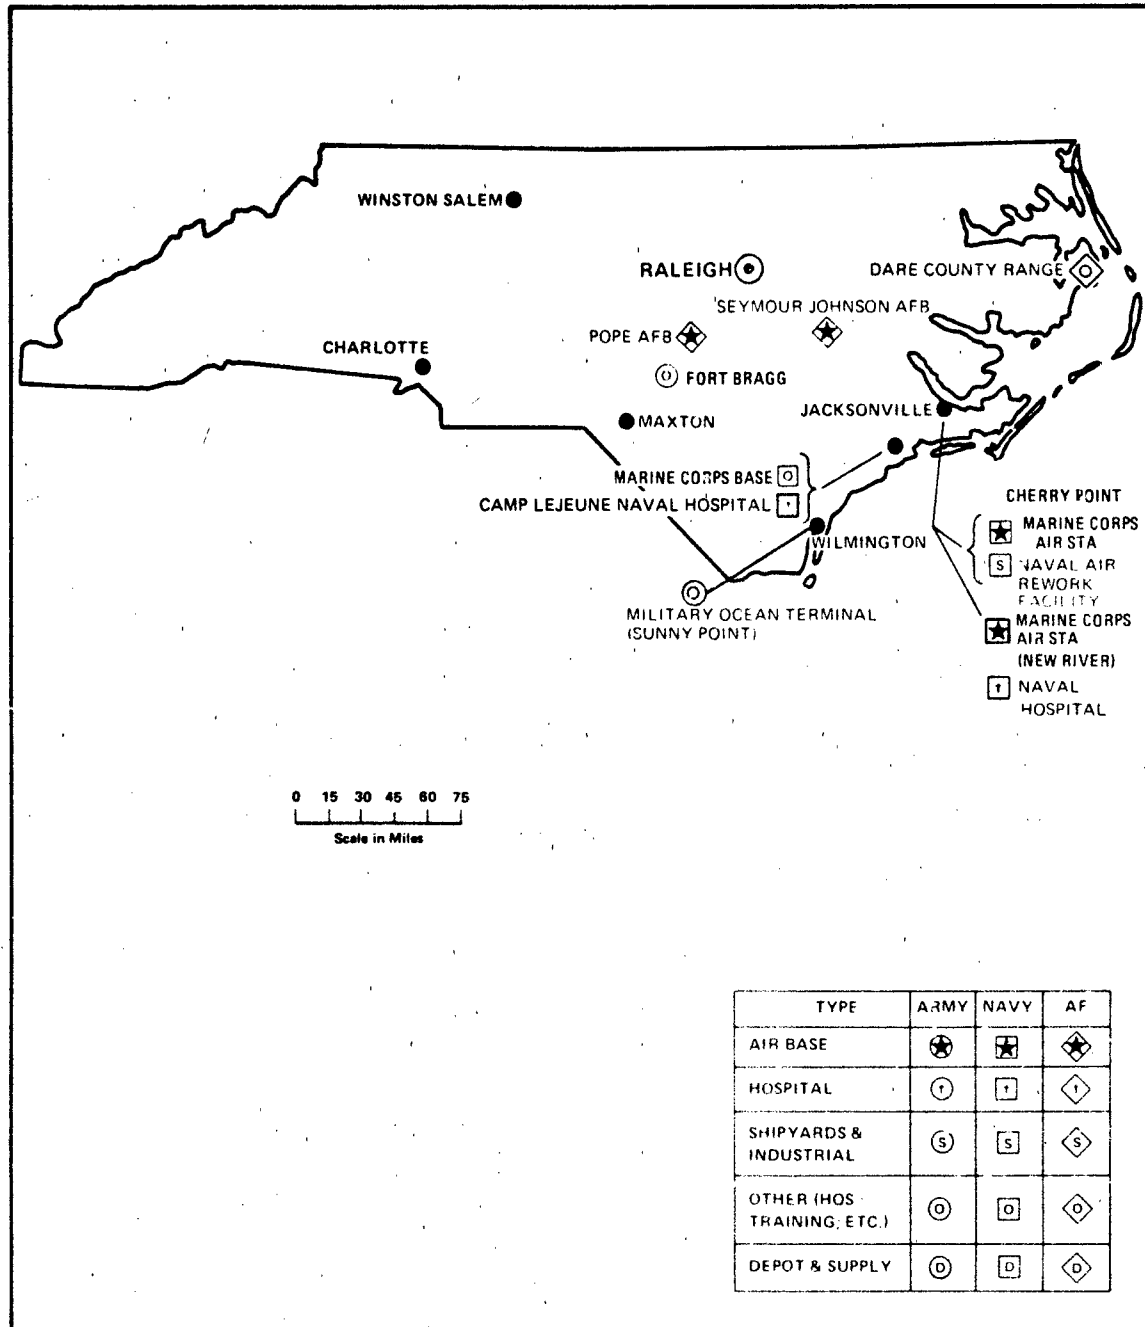 WINSTON SALEM
RALEIGH
DARE COUNTY RANGE
SEYMOUR JOHNSON AFB
POPE AFB
CHARLOTTE
FORT BRAGG
JACKSONVILLE
MAXTON
MARINE CORPS BASE O
CAMP LEJEUNE NAVAL HOSPITAL
CHERRY POINT
MARINE CORPS
AIR STA
S NAVAL AIR
REWORK
FACILITY
WILMINGTON
MILITARY OCEAN TERMINAL
(SUNNY POINT)
MARINE CORPS
AIR STA
(NEW RIVER)
NAVAL
HOSPITAL
0 15 30 45 60 75
Scale in Miles
TYPE ARMY NAVY AF
AIR BASE
HOSPITAL
SHIPYARDS &
INDUSTRIAL S S S
OTHER (HOS
TRAINING, ETC.) O O O
DEPOT & SUPPLY D D D